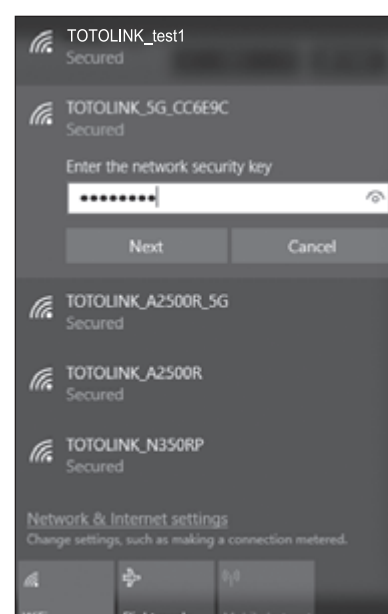 TOTOLINK_test1
Secured
TOTOLINK_5G_CC6E9C
Secured
Enter the network security key
••••••••
Next
Cancel
TOTOLINK_A2500R_5G
Secured
TOTOLINK_A2500R
Secured
TOTOLINK_N350RP
Secured
Network & Internet settings
Change settings, such as making a connection metered.